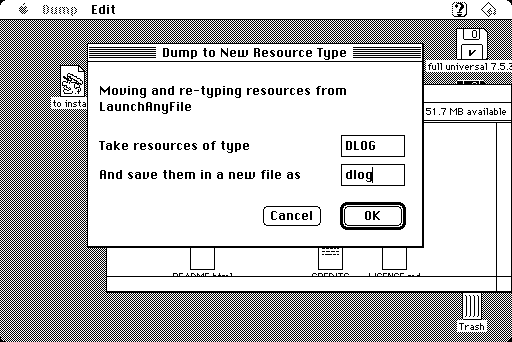 Dump Edit
Dump to New Resource Type
full universal 7.5.3
to insta
Moving and re-typing resources from
LaunchAnyFile
51.7 MB available
Take resources of type DLOG
And save them in a new file as dlog
Cancel OK
README.html CREDITS LICENSE.md
Trash